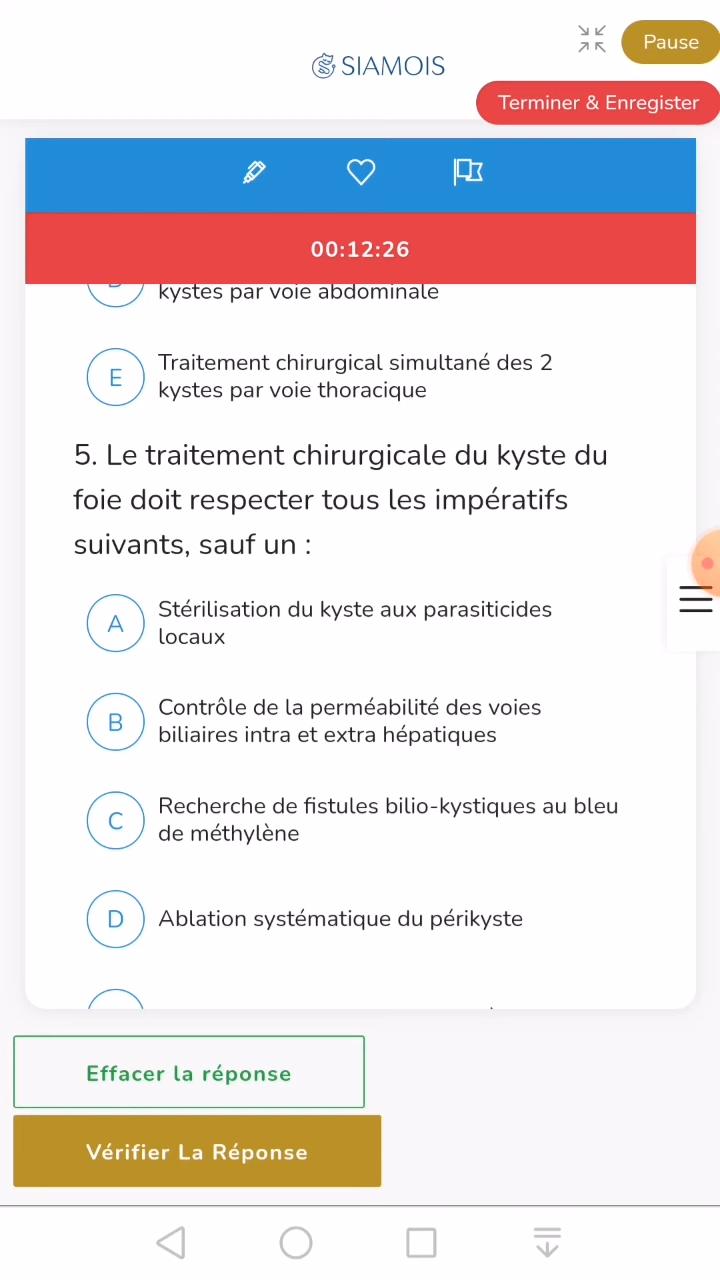 Pause
SIAMOIS
Terminer & Enregister
00:12:26
kystes par voie abdominale
E
Traitement chirurgical simultané des 2
kystes par voie thoracique
5. Le traitement chirurgicale du kyste du
foie doit respecter tous les impératifs
suivants, sauf un :
A
Stérilisation du kyste aux parasiticides
locaux
B
Contrôle de la perméabilité des voies
biliaires intra et extra hépatiques
C
Recherche de fistules bilio-kystiques au bleu
de méthylène
D
Ablation systématique du périkyste
Effacer la réponse
Vérifier La Réponse